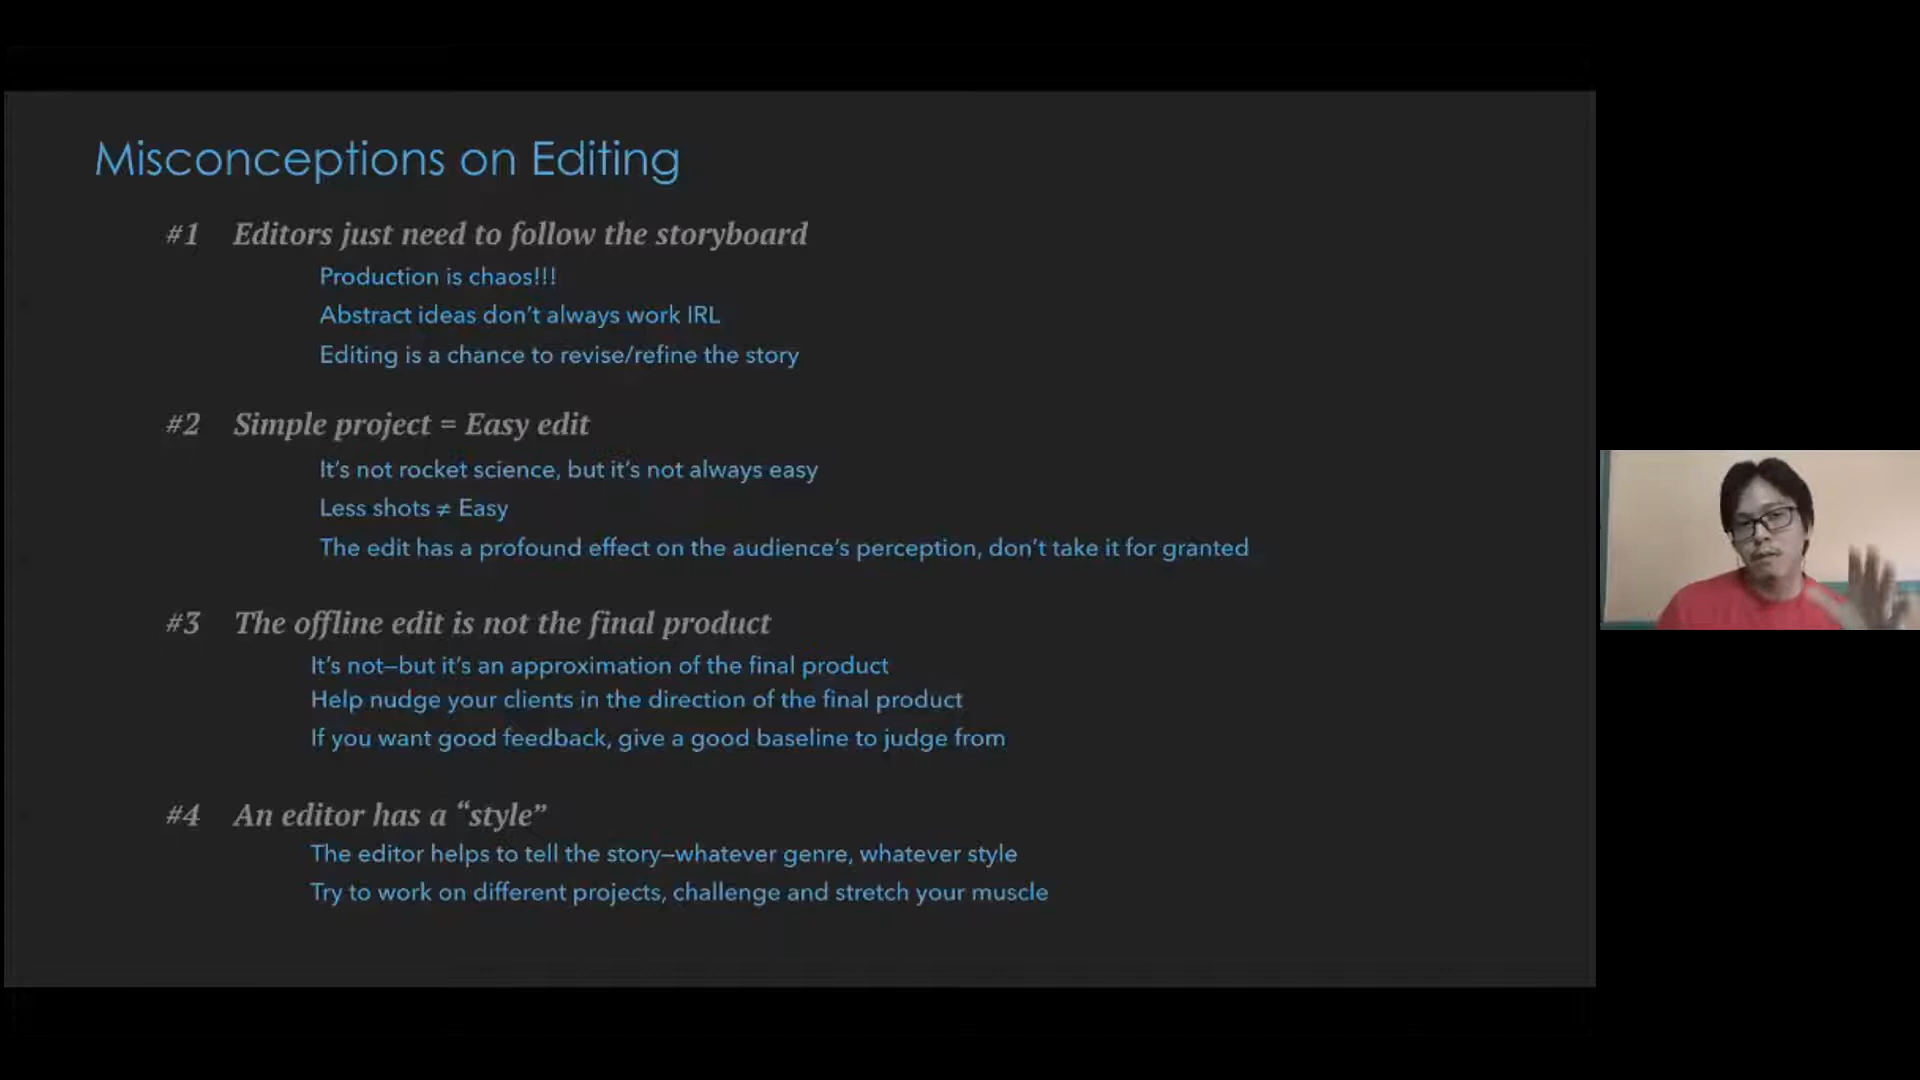 Misconceptions on Editing
#1 Editors just need to follow the storyboard
Production is chaos!!!
Abstract ideas don’t always work IRL
Editing is a chance to revise/refine the story
#2 Simple project = Easy edit
It’s not rocket science, but it’s not always easy
Less shots ≠ Easy
The edit has a profound effect on the audience’s perception, don’t take it for granted
#3 The offline edit is not the final product
It’s not—but it’s an approximation of the final product
Help nudge your clients in the direction of the final product
If you want good feedback, give a good baseline to judge from
#4 An editor has a “style”
The editor helps to tell the story—whatever genre, whatever style
Try to work on different projects, challenge and stretch your muscle